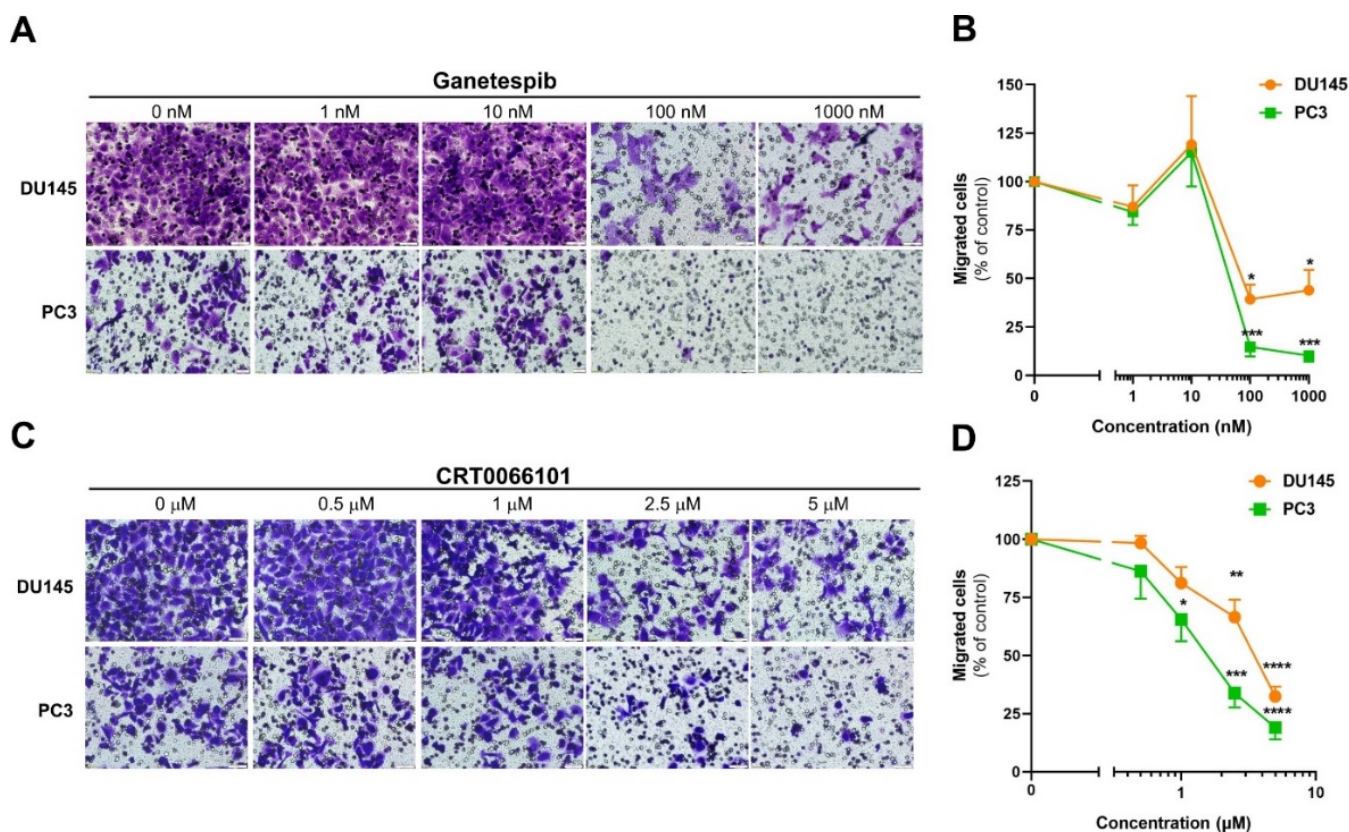 A
Ganetespib
0 nM 1 nM 10 nM 100 nM 1000 nM
DU145
PC3
B
150
125
100
75
50
25
0
Migrated cells
(% of control)
DU145
PC3
*
*
***
***
0 1 10 100 1000
Concentration (nM)
C
CRT0066101
0 μM 0.5 μM 1 μM 2.5 μM 5 μM
DU145
PC3
D
125
100
75
50
25
0
Migrated cells
(% of control)
DU145
PC3
**
*
***
****
****
0 1 10
Concentration (μM)